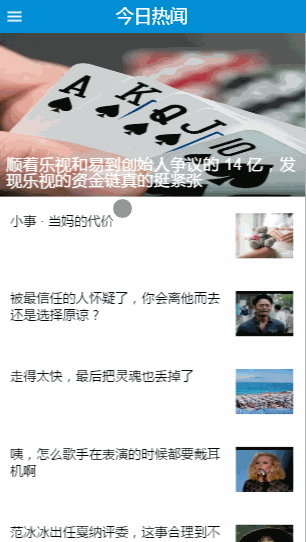 今日热闻
A K Q J 10
顺着乐视和易到创始人争议的 14 亿，发
现乐视的资金链真的挺紧张
小事 · 当妈的代价
被最信任的人怀疑了，你会离他而去
还是选择原谅？
走得太快，最后把灵魂也丢掉了
咦，怎么歌手在表演的时候都要戴耳
机啊
范冰冰出任戛纳评委，这事合理到不